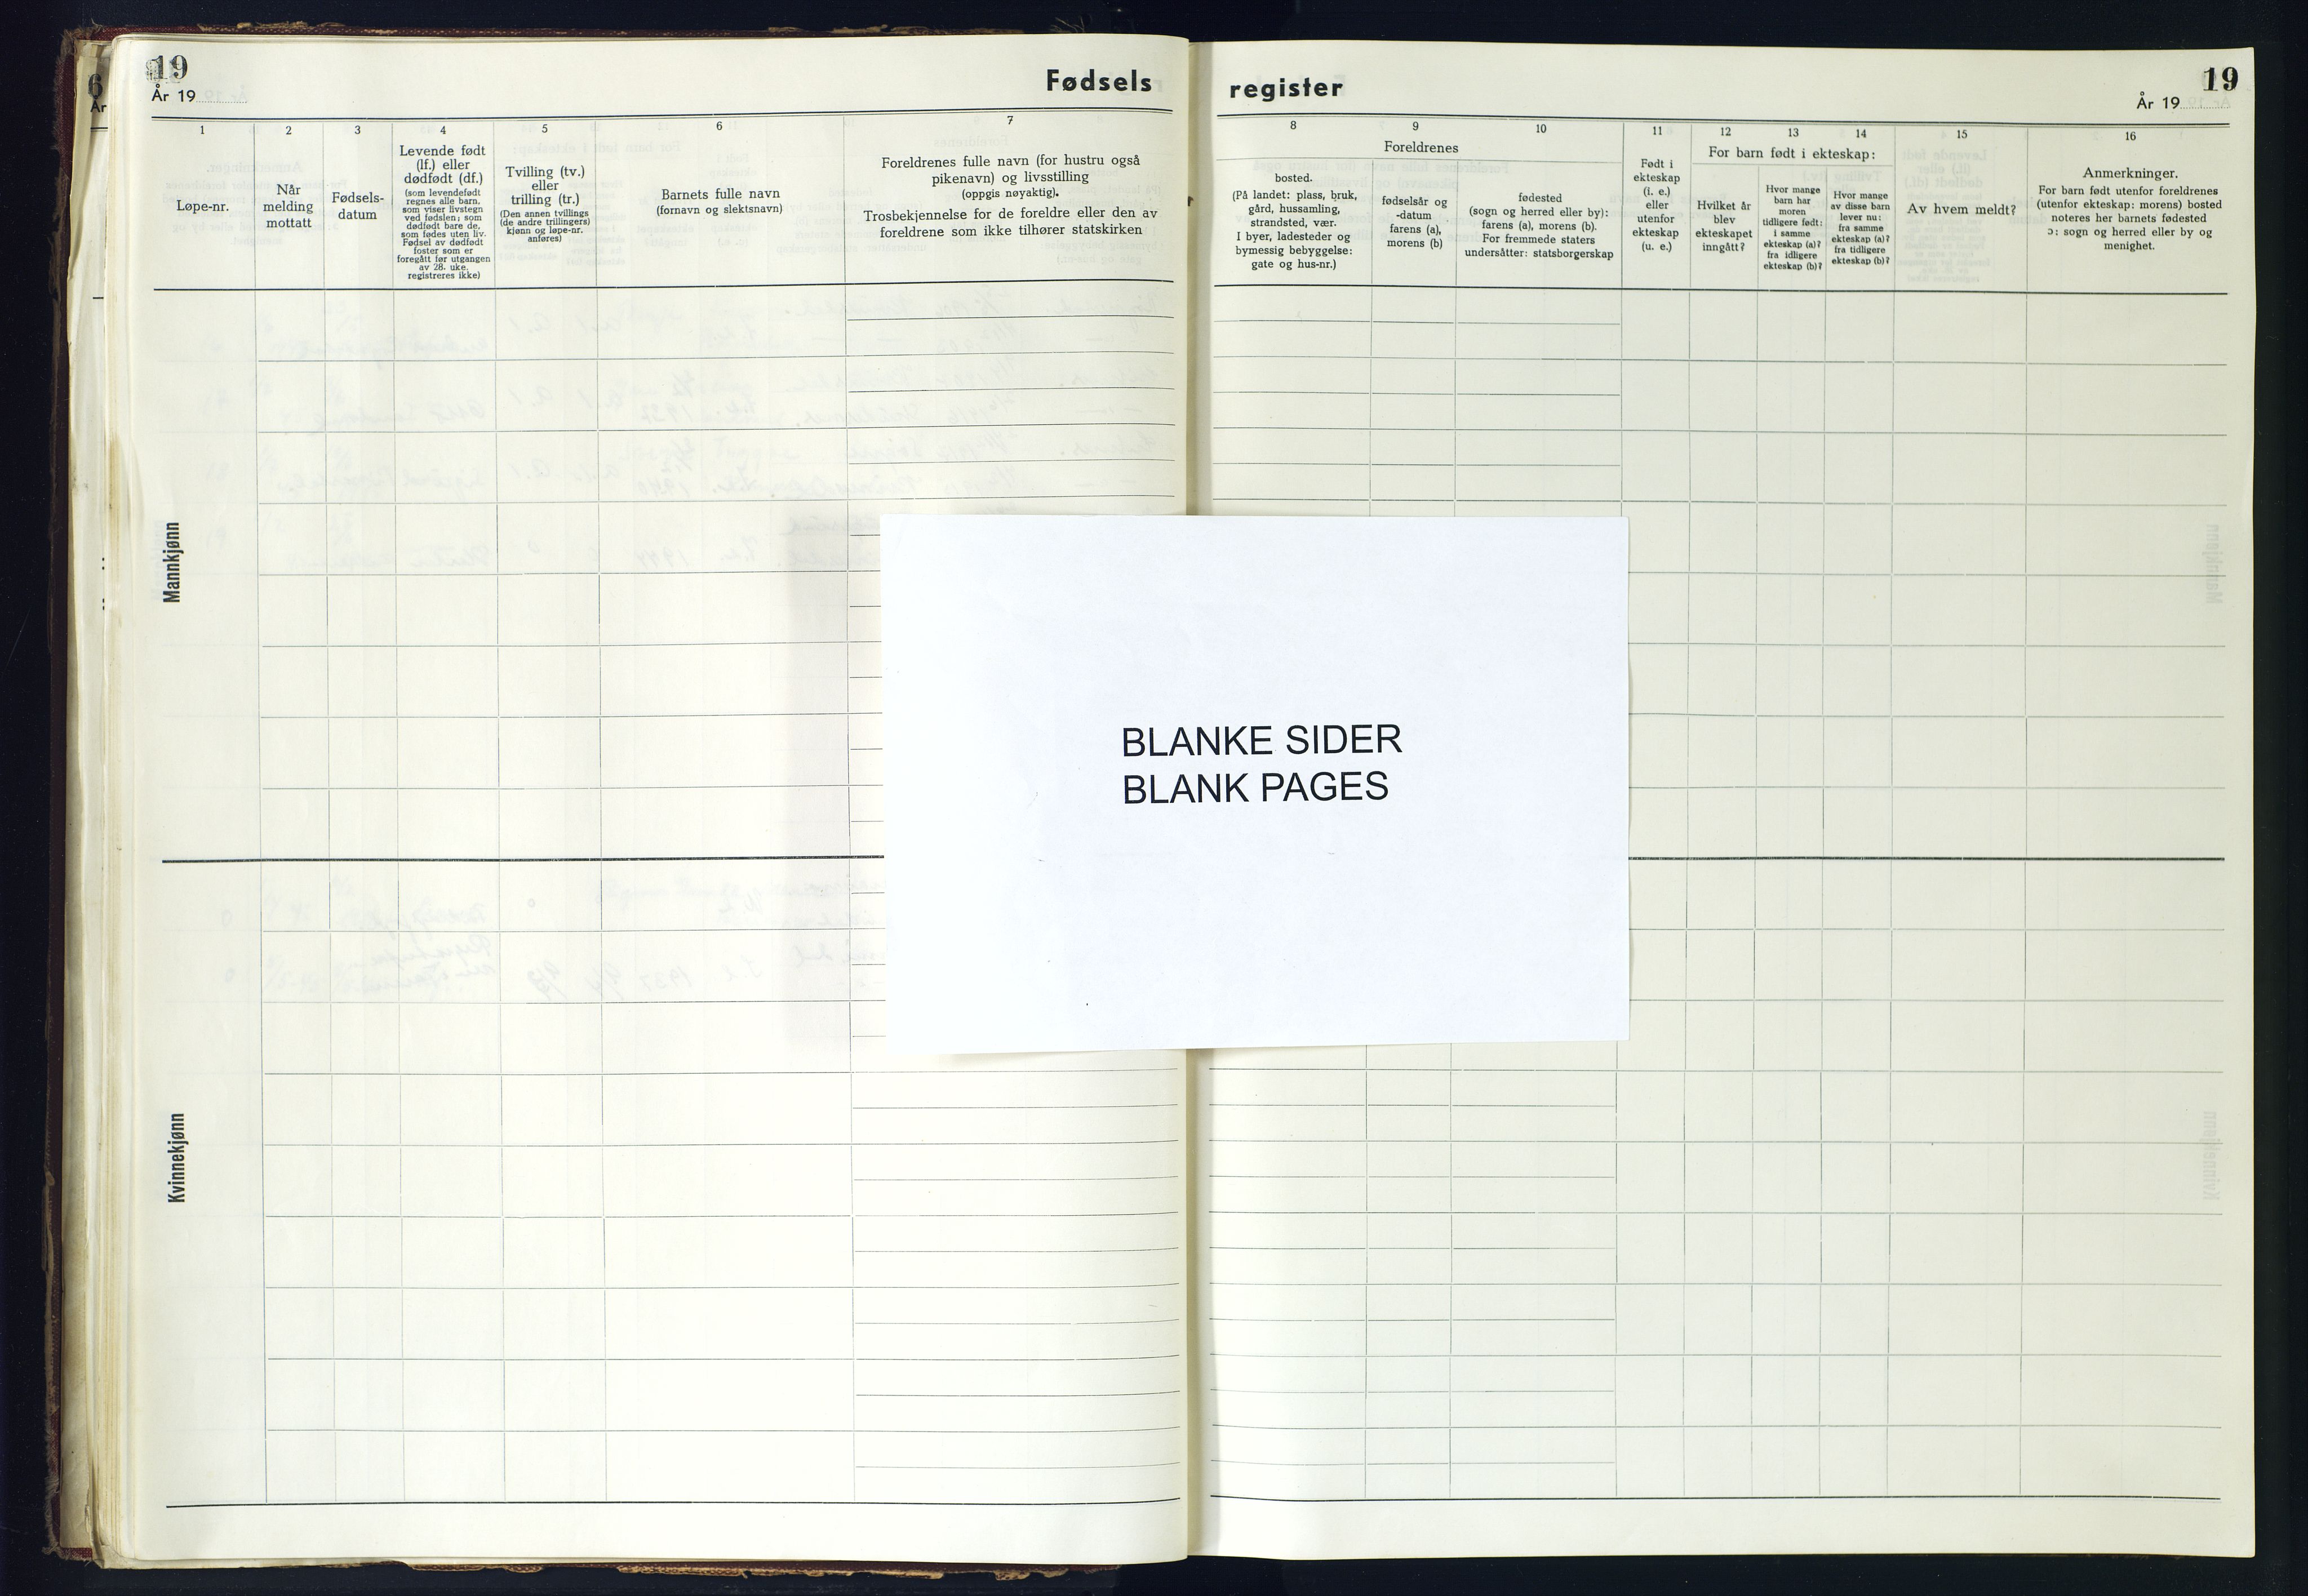 19
År 19
Fødsels
register
19
År 19
1
2
3
4
5
6
7
8
9
10
11
12
13
14
15
16
Løpe-nr.
Når
melding
mottatt
Fødsels-
datum
Levende født
(lf.) eller
dødfødt (df.)
(som levendefødt
regnes alle barn,
som viser livstegn
ved fødslen; som
dødfødt bare de,
som fødes uten liv.
Fødsel av dødfødt
foster som er
foregått før utgangen
av 28. uke,
registreres ikke)
Tvilling (tv.)
eller
trilling (tr.)
(Den annen tvillings
(de andre trillingers)
kjønn og løpe-nr.
anføres)
Barnets fulle navn
(fornavn og slektsnavn)
Foreldrenes fulle navn (for hustru også
pikenavn) og livsstilling
(oppgis nøyaktig).
Trosbekjennelse for de foreldre eller den av
foreldrene som ikke tilhører statskirken
Foreldrenes
bosted.
(På landet: plass, bruk,
gård, hussamling,
strandsted, vær.
I byer, ladesteder og
bymessig bebyggelse:
gate og hus-nr.)
fødselsår og
-datum
farens (a),
morens (b)
fødested
(sogn og herred eller by):
farens (a), morens (b).
For fremmede staters
undersåtter: statsborgerskap
Født i
ekteskap
(i. e.)
eller
utenfor
ekteskap
(u. e.)
For barn født i ekteskap:
Hvilket år
blev
ekteskapet
inngått?
Hvor mange
barn har
moren
tidligere født:
i samme
ekteskap (a)?
fra idligere
ekteskap (b)?
Hvor mange
av disse barn
lever nu:
fra samme
ekteskap (a)?
fra tidligere
ekteskap (b)?
Av hvem meldt?
Anmerkninger.
For barn født utenfor foreldrenes
(utenfor ekteskap: morens) bosted
noteres her barnets fødested
ɔ: sogn og herred eller by og
menighet.
Mannkjønn
BLANKE SIDER
BLANK PAGES
Kvinnekjønn
6
År